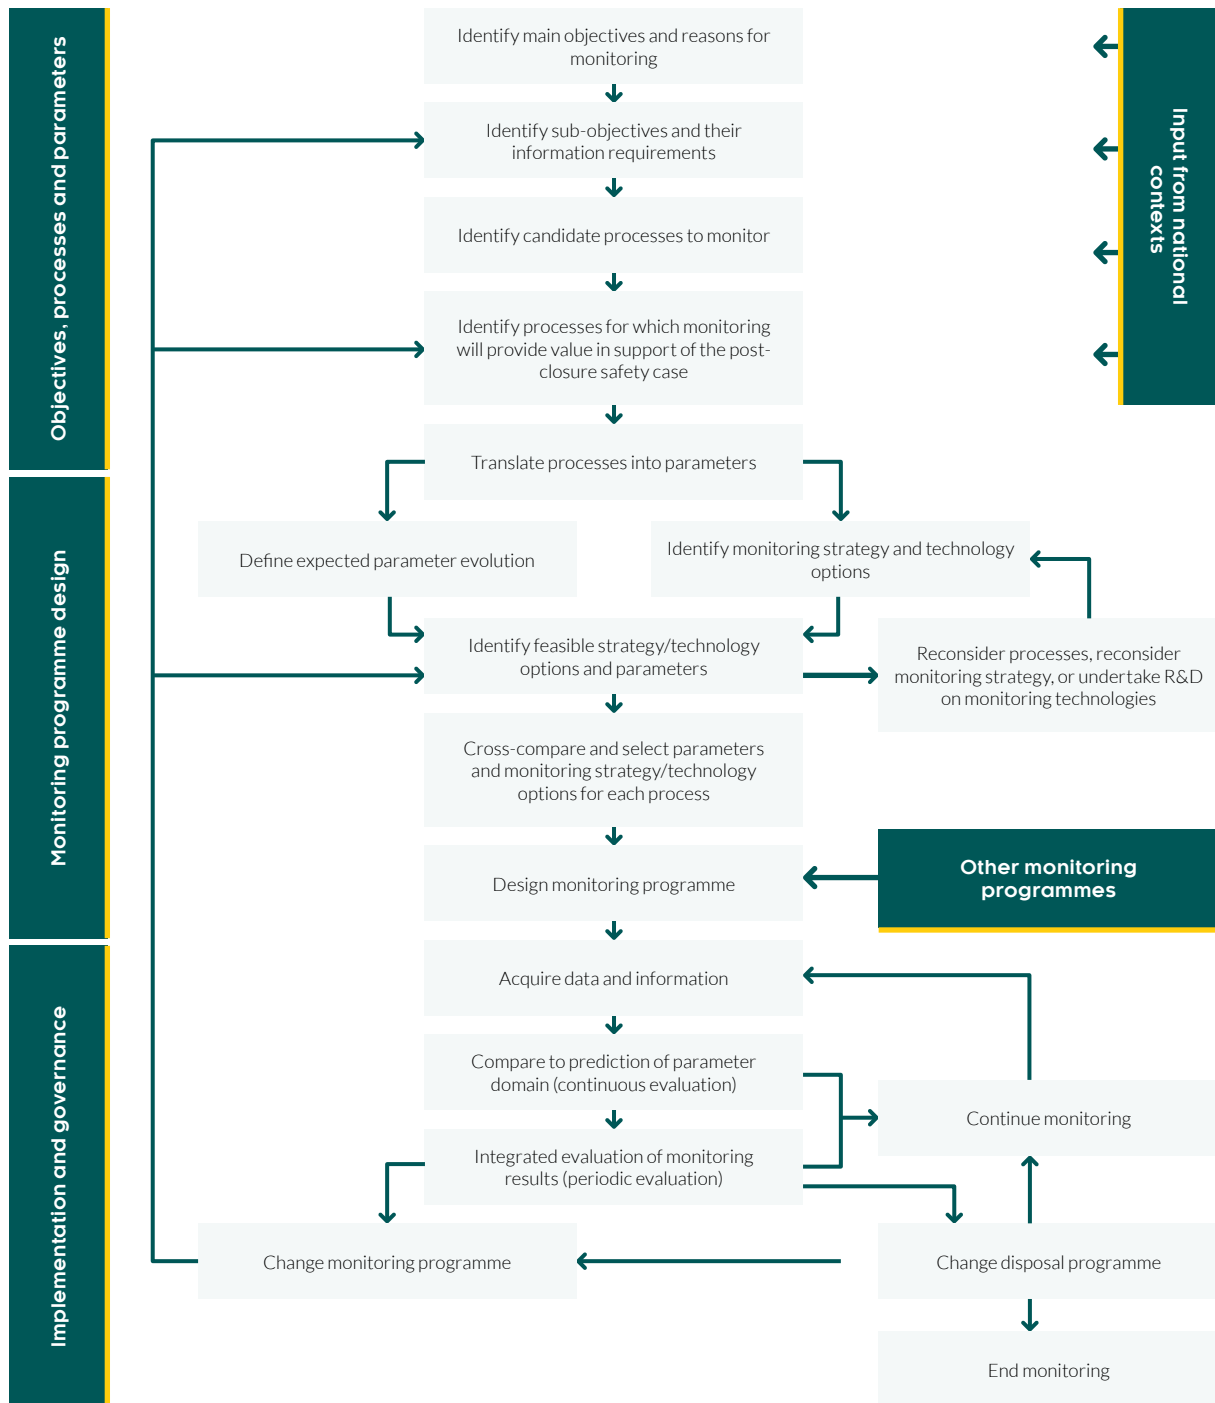 Objectives, processes and parameters
Identify main objectives and reasons for
monitoring
Identify sub-objectives and their
information requirements
Identify candidate processes to monitor
Identify processes for which monitoring
will provide value in support of the post-
closure safety case
Translate processes into parameters
Input from national
contexts
Monitoring programme design
Define expected parameter evolution
Identify monitoring strategy and technology
options
Identify feasible strategy/technology
options and parameters
Reconsider processes, reconsider
monitoring strategy, or undertake R&D
on monitoring technologies
Cross-compare and select parameters
and monitoring strategy/technology
options for each process
Design monitoring programme
Other monitoring
programmes
Implementation and governance
Acquire data and information
Compare to prediction of parameter
domain (continuous evaluation)
Continue monitoring
Integrated evaluation of monitoring
results (periodic evaluation)
Change monitoring programme
Change disposal programme
End monitoring